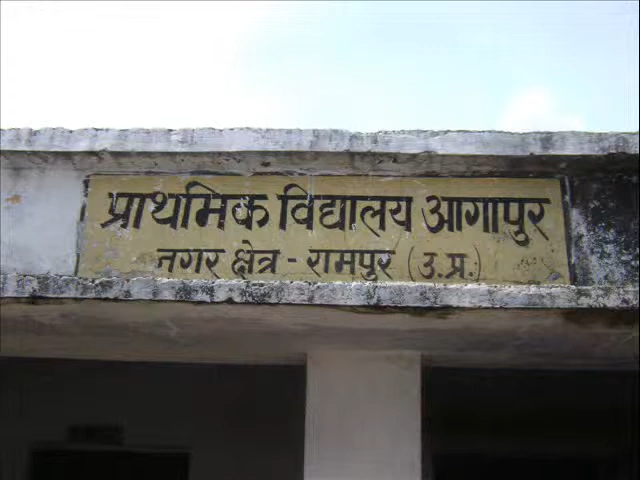 प्राथमिक विद्यालय आगापुर
नगर क्षेत्र - रामपुर (उ.प्र.)